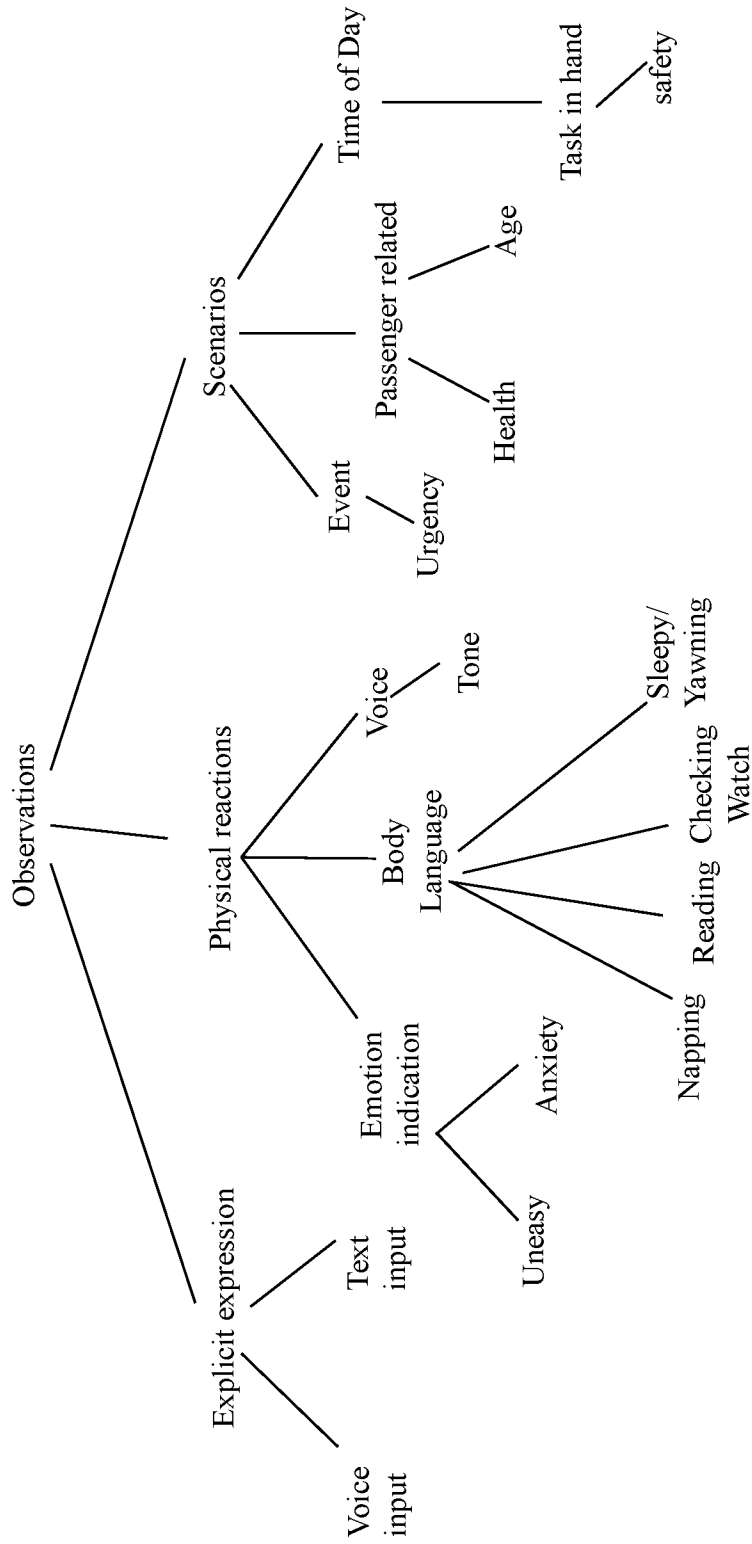 Observations
Explicit expression
Physical reactions
Scenarios
Voice
input
Text
input
Emotion
indication
Body
Language
Voice
Event
Passenger related
Time of Day
Uneasy
Anxiety
Tone
Urgency
Health
Age
Task in hand
Napping
Reading
Checking
Watch
Sleepy/
Yawning
safety